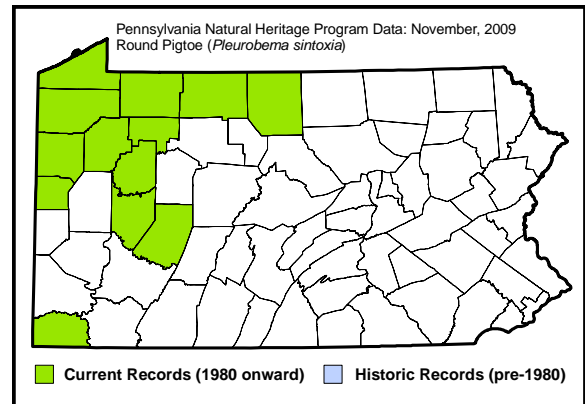 Pennsylvania Natural Heritage Program Data: November, 2009
Round Pigtoe (Pleurobema sintoxia)
Current Records (1980 onward) Historic Records (pre-1980)